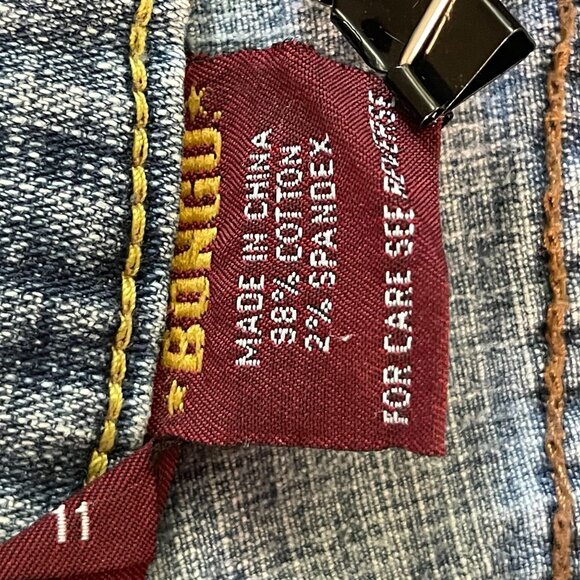 BONGO
MADE IN CHINA
98% COTTON
2% SPANDEX
FOR CARE SEE REVERSE
11